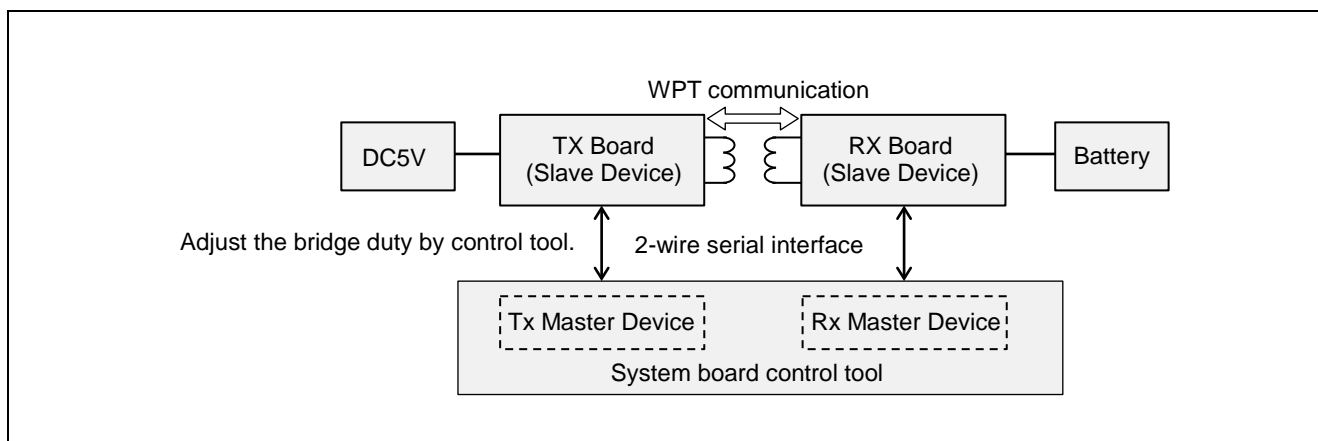 WPT communication
DC5V
TX Board
(Slave Device)
RX Board
(Slave Device)
Battery
Adjust the bridge duty by control tool.
2-wire serial interface
Tx Master Device
Rx Master Device
System board control tool